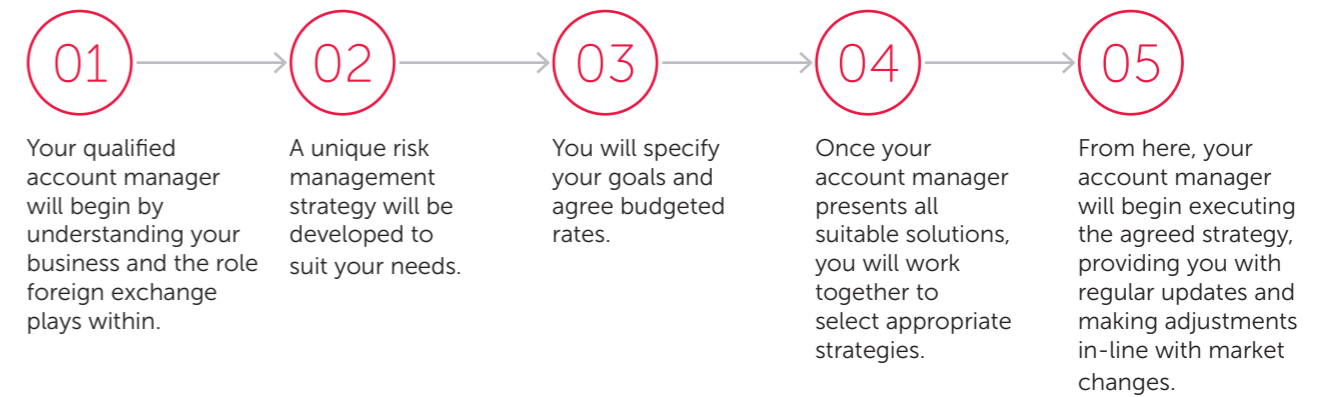 01
Your qualified
account manager
will begin by
understanding your
business and the role
foreign exchange
plays within.
02
A unique risk
management
strategy will be
developed to
suit your needs.
03
You will specify
your goals and
agree budgeted
rates.
04
Once your
account manager
presents all
suitable solutions,
you will work
together to
select appropriate
strategies.
05
From here, your
account manager
will begin executing
the agreed strategy,
providing you with
regular updates and
making adjustments
in-line with market
changes.